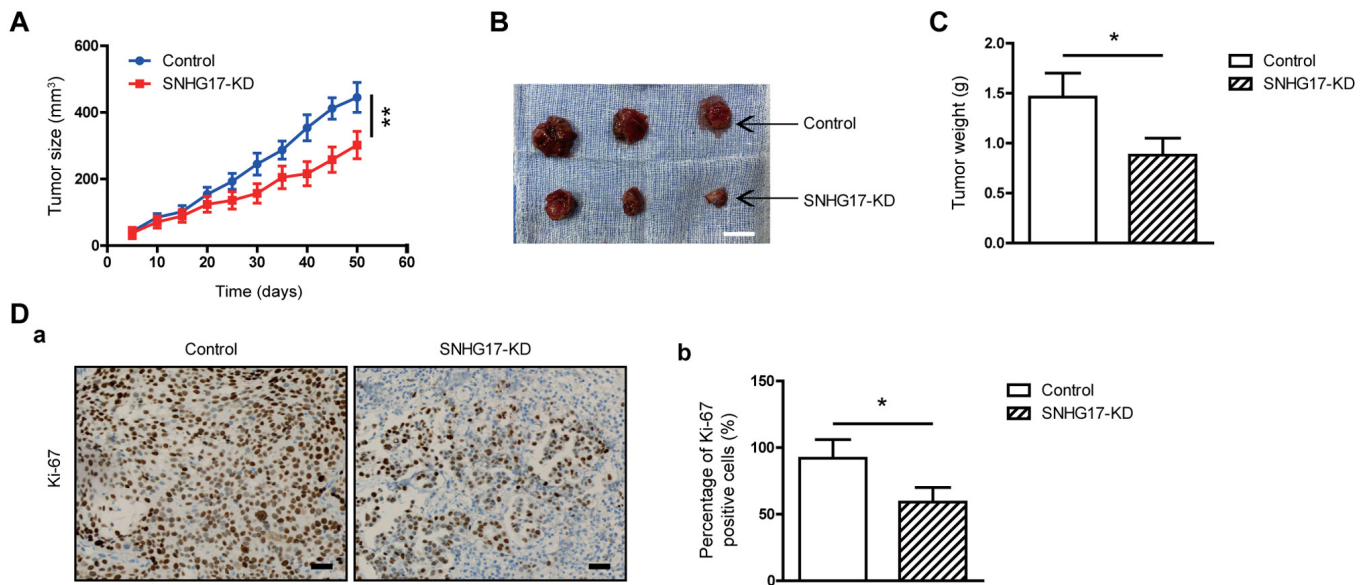 A
Tumor size (mm³)
600
400
200
0
0 10 20 30 40 50 60
Time (days)
Control
SNHG17-KD
**
B
Control
SNHG17-KD
C
Tumor weight (g)
2.0
1.5
1.0
0.5
0.0
*
Control
SNHG17-KD
D
a
Control
SNHG17-KD
Ki-67
b
Percentage of Ki-67
positive cells (%)
150
100
50
0
*
Control
SNHG17-KD